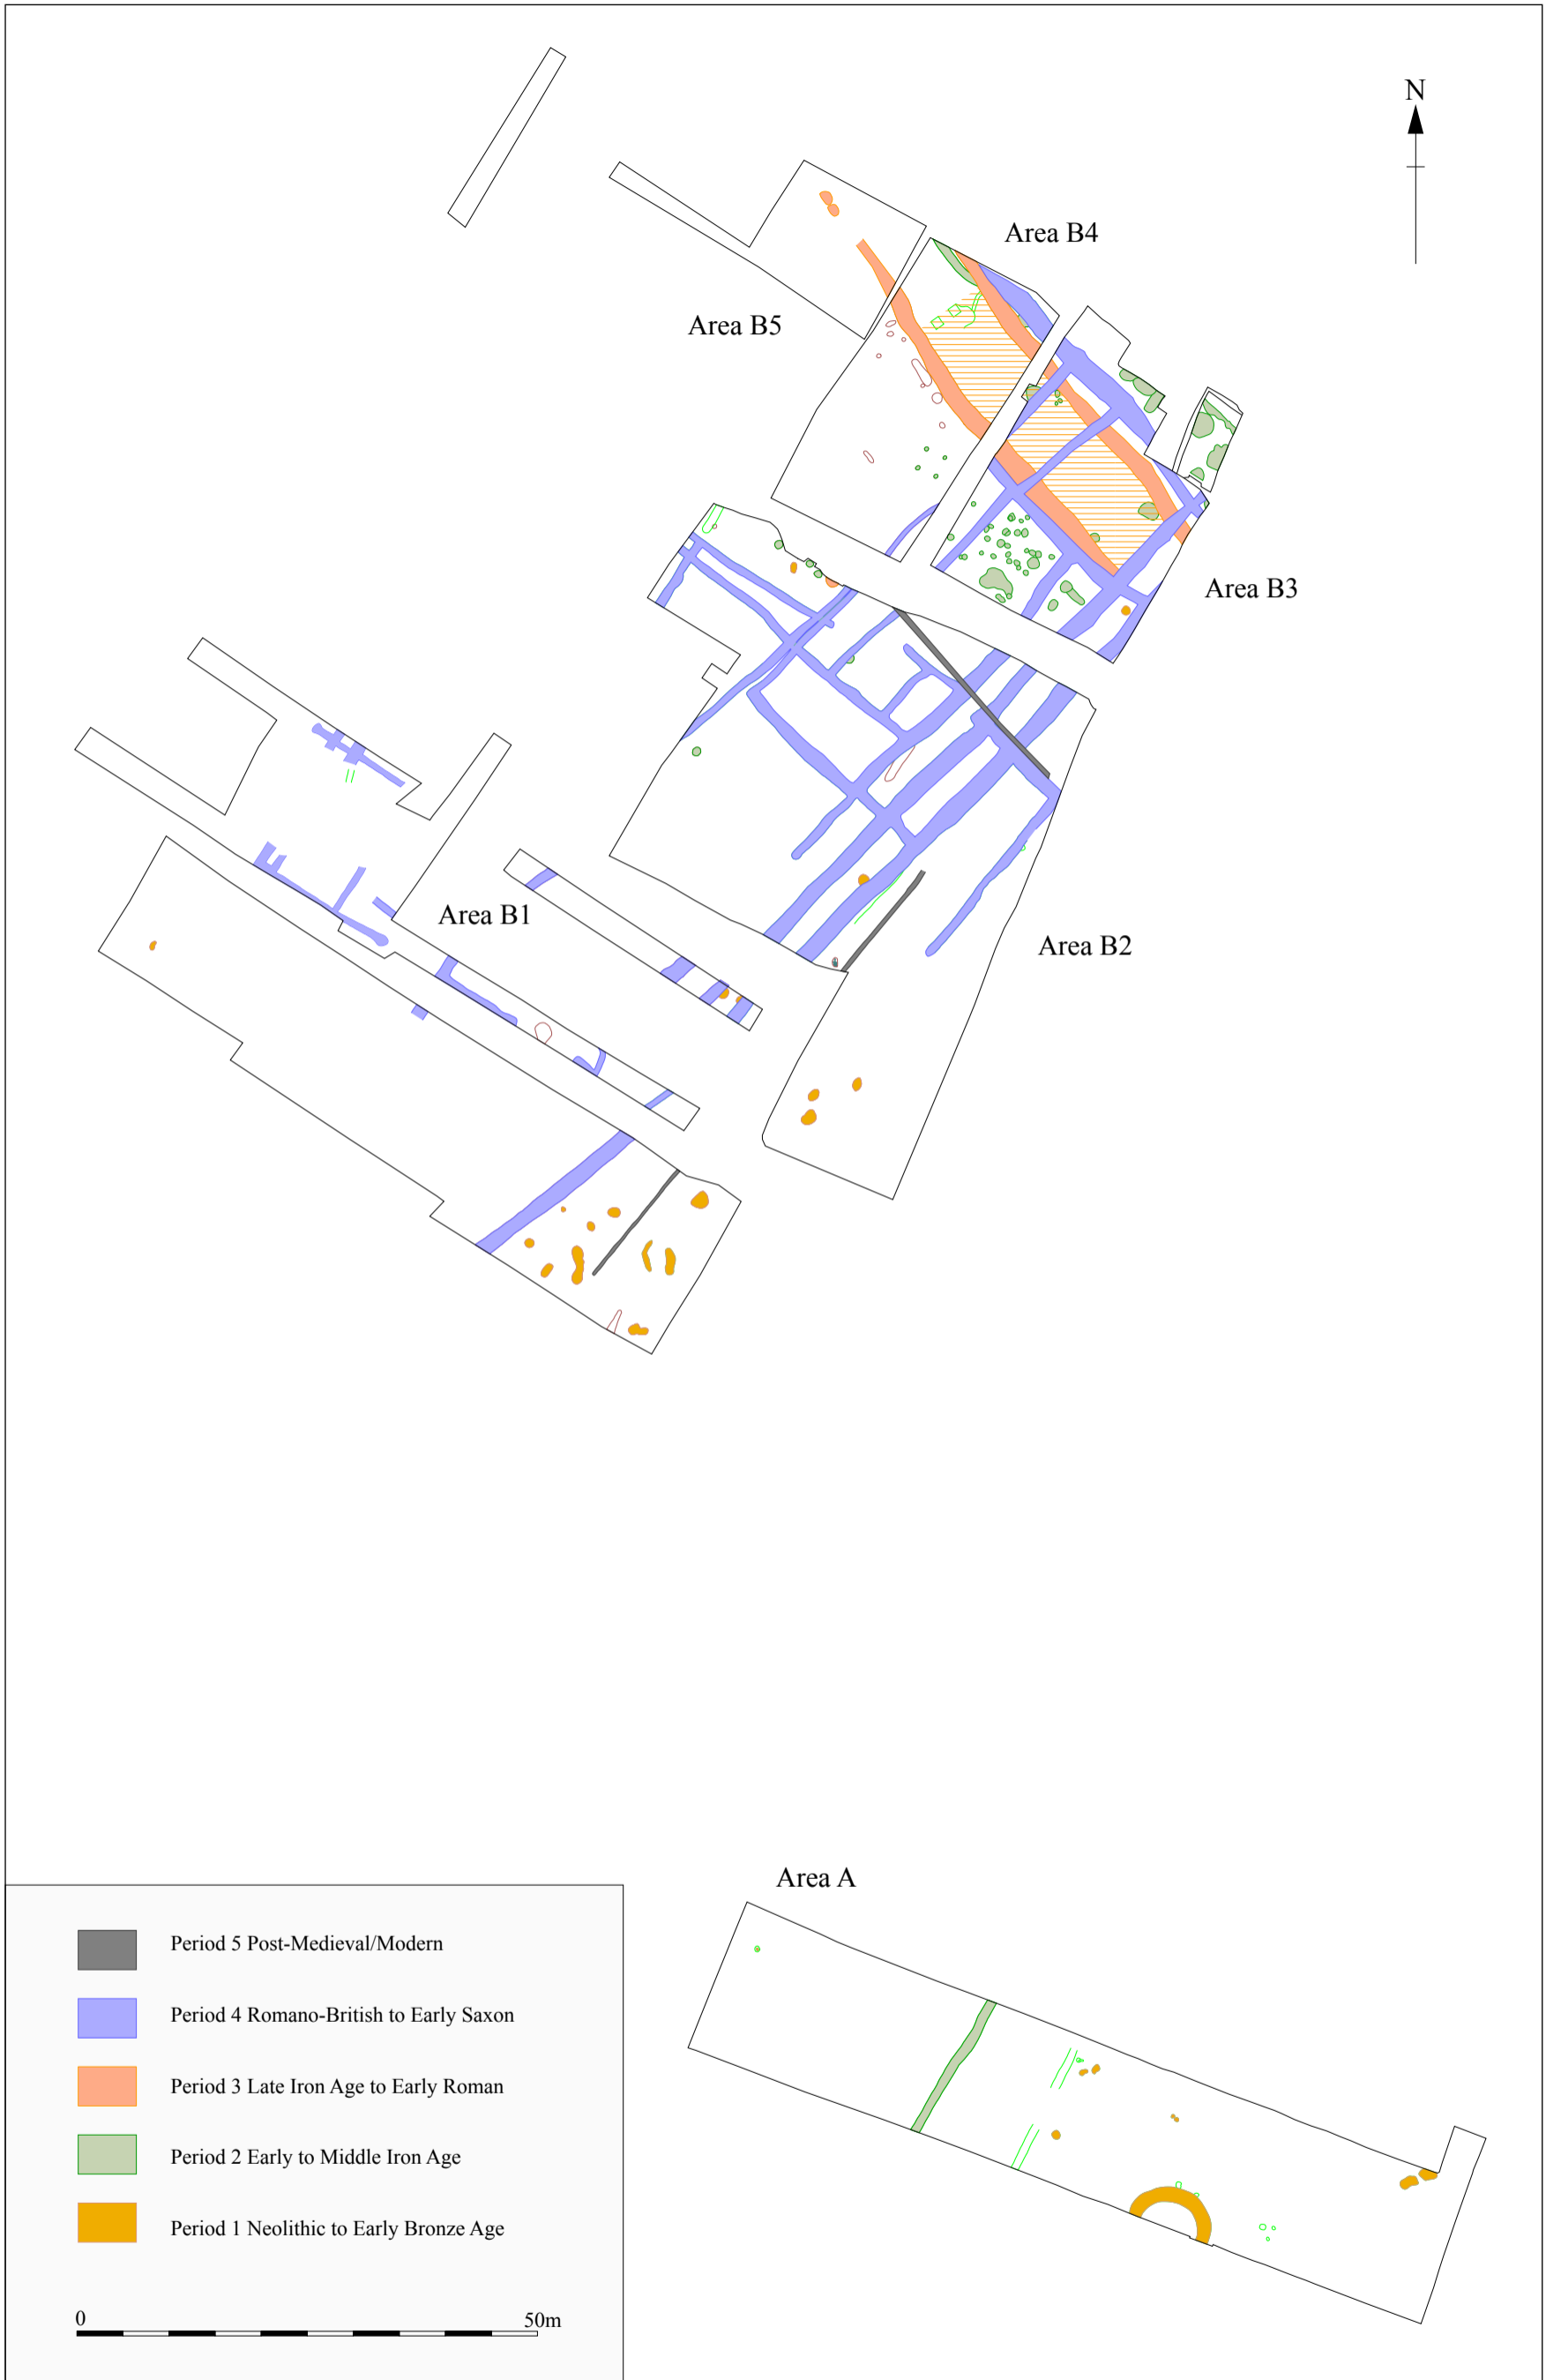 N
Area B4
Area B5
Area B3
Area B1
Area B2
Area A
Period 5 Post-Medieval/Modern
Period 4 Romano-British to Early Saxon
Period 3 Late Iron Age to Early Roman
Period 2 Early to Middle Iron Age
Period 1 Neolithic to Early Bronze Age
0 50m